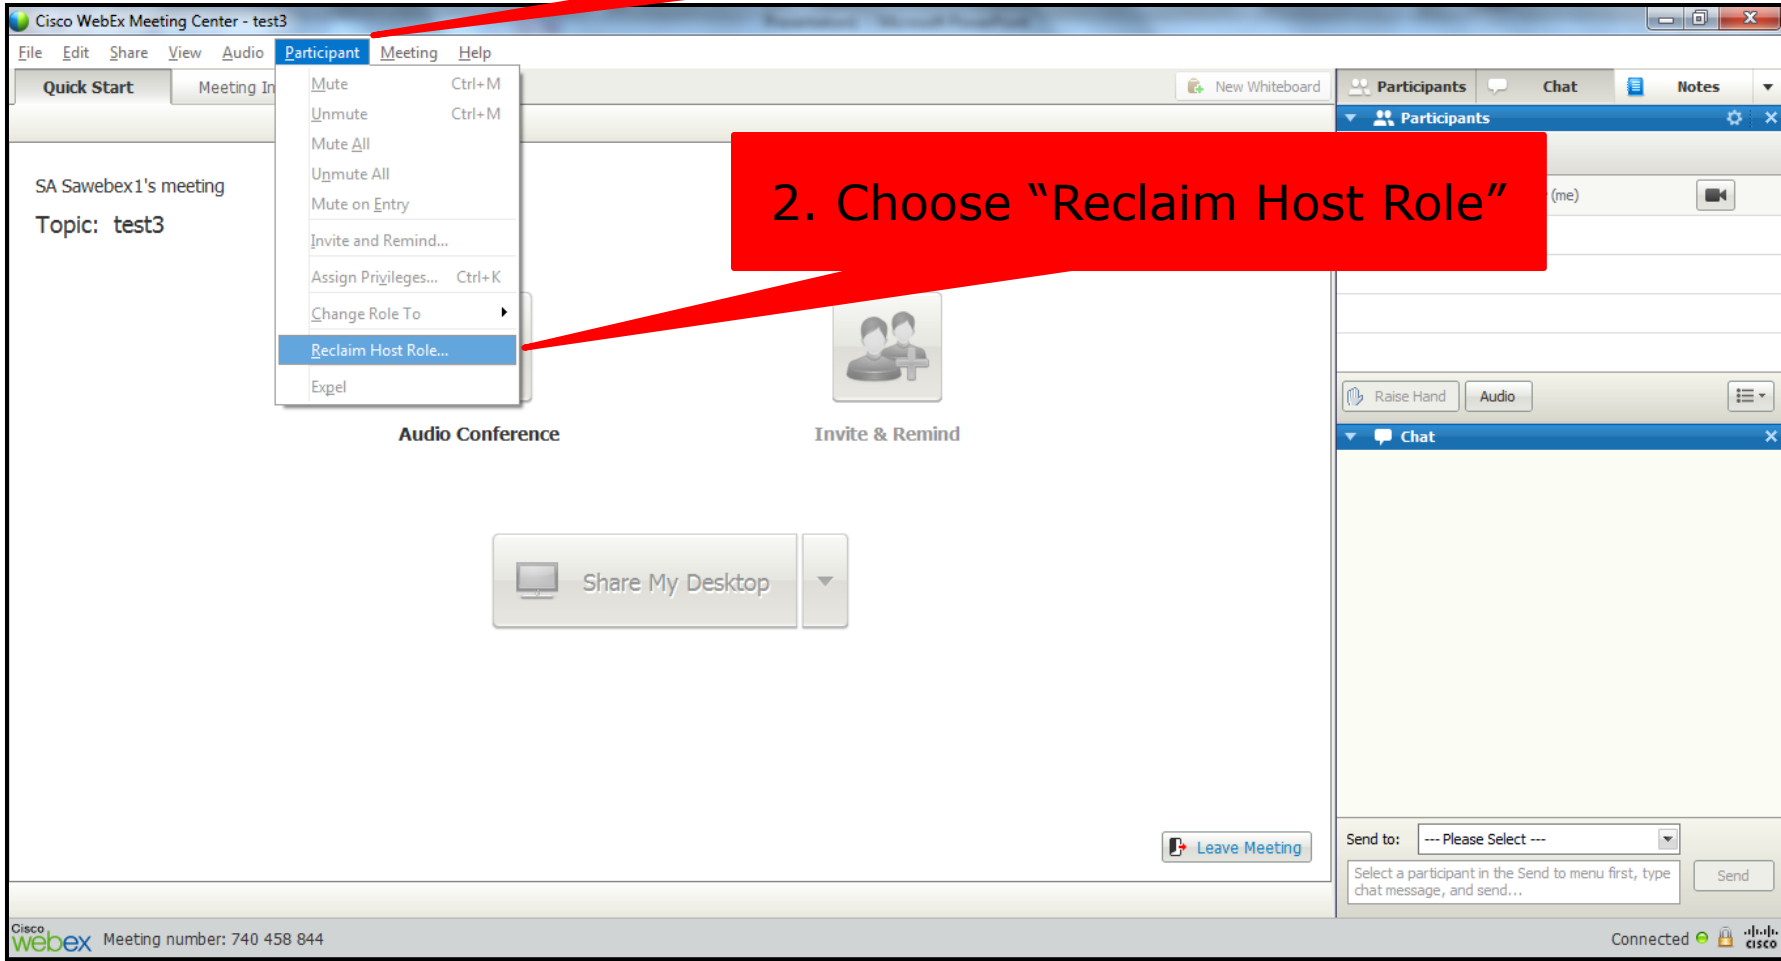 Cisco WebEx Meeting Center - test3
File Edit Share View Audio Participant Meeting Help
Quick Start
Meeting In
New Whiteboard
Participants
Chat
Notes
Mute Ctrl+M
Unmute Ctrl+M
Mute All
Unmute All
Mute on Entry
Invite and Remind...
Assign Privileges... Ctrl+K
Change Role To
Reclaim Host Role...
Expel
SA Sawebex1's meeting
Topic: test3
2. Choose “Reclaim Host Role”
Participants
(me)
Audio Conference
Invite & Remind
Share My Desktop
Leave Meeting
Raise Hand
Audio
Chat
Send to: --- Please Select ---
Select a participant in the Send to menu first, type
chat message, and send...
Send
Cisco
webex Meeting number: 740 458 844
Connected
cisco